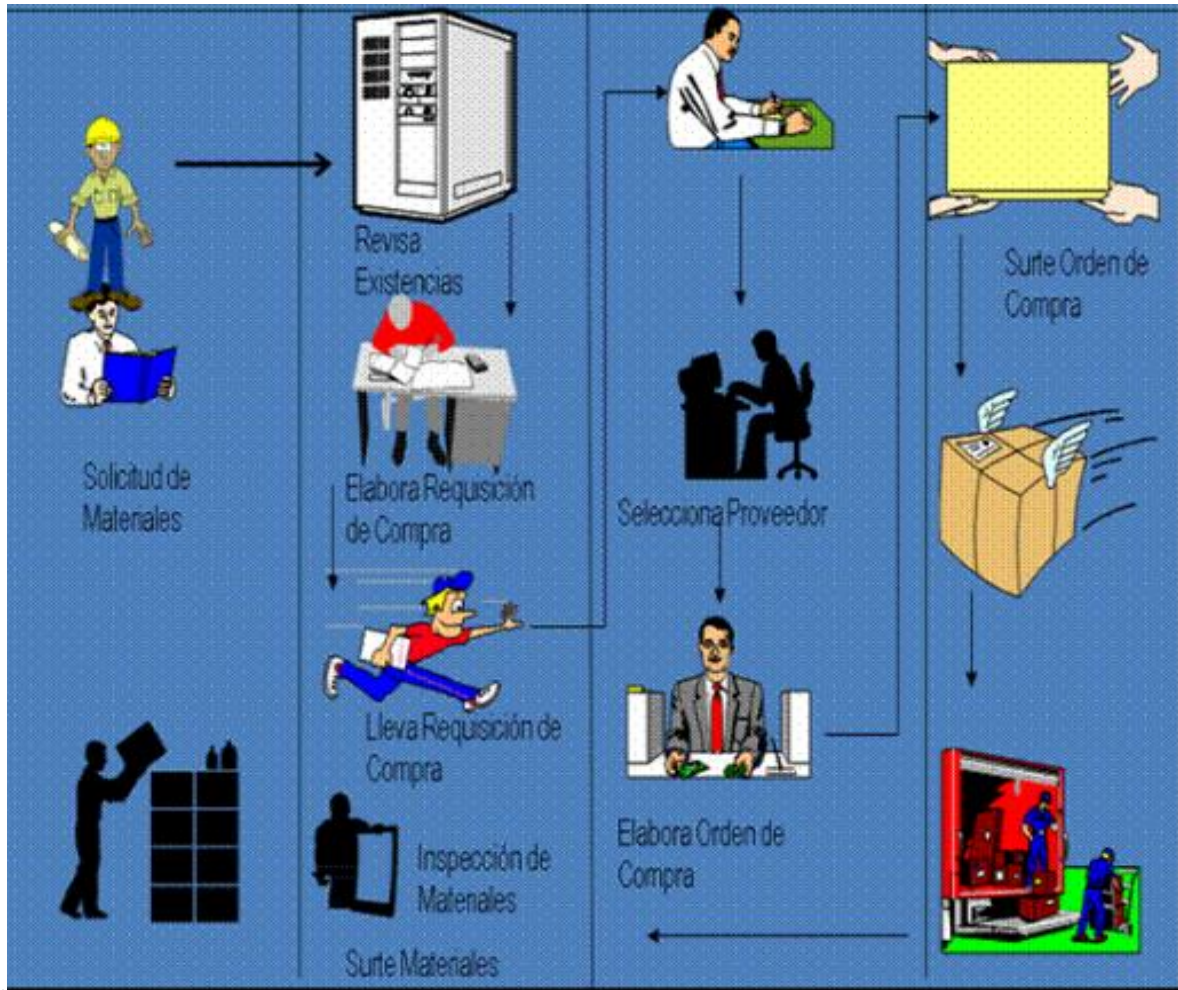 Solicitud de
Materiales
Revisa
Existencias
Elabora Requisición
de Compra
Lleva Requisición de
Compra
Inspección de
Materiales
Surte Materiales
Selecciona Proveedor
Elabora Orden de
Compra
Surte Orden de
Compra